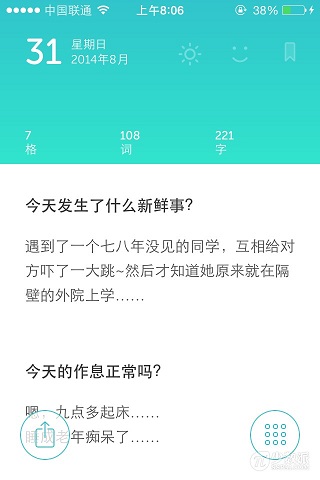 中国联通 上午8:06 38%
31 星期日
2014年8月
7 108 221
格 词 字
今天发生了什么新鲜事?
遇到了一个七八年没见的同学,互相给对
方吓了一大跳~然后才知道她原来就在隔
壁的外院上学……
今天的作息正常吗?
嗯,九点多起床……
睡成老年痴呆了……